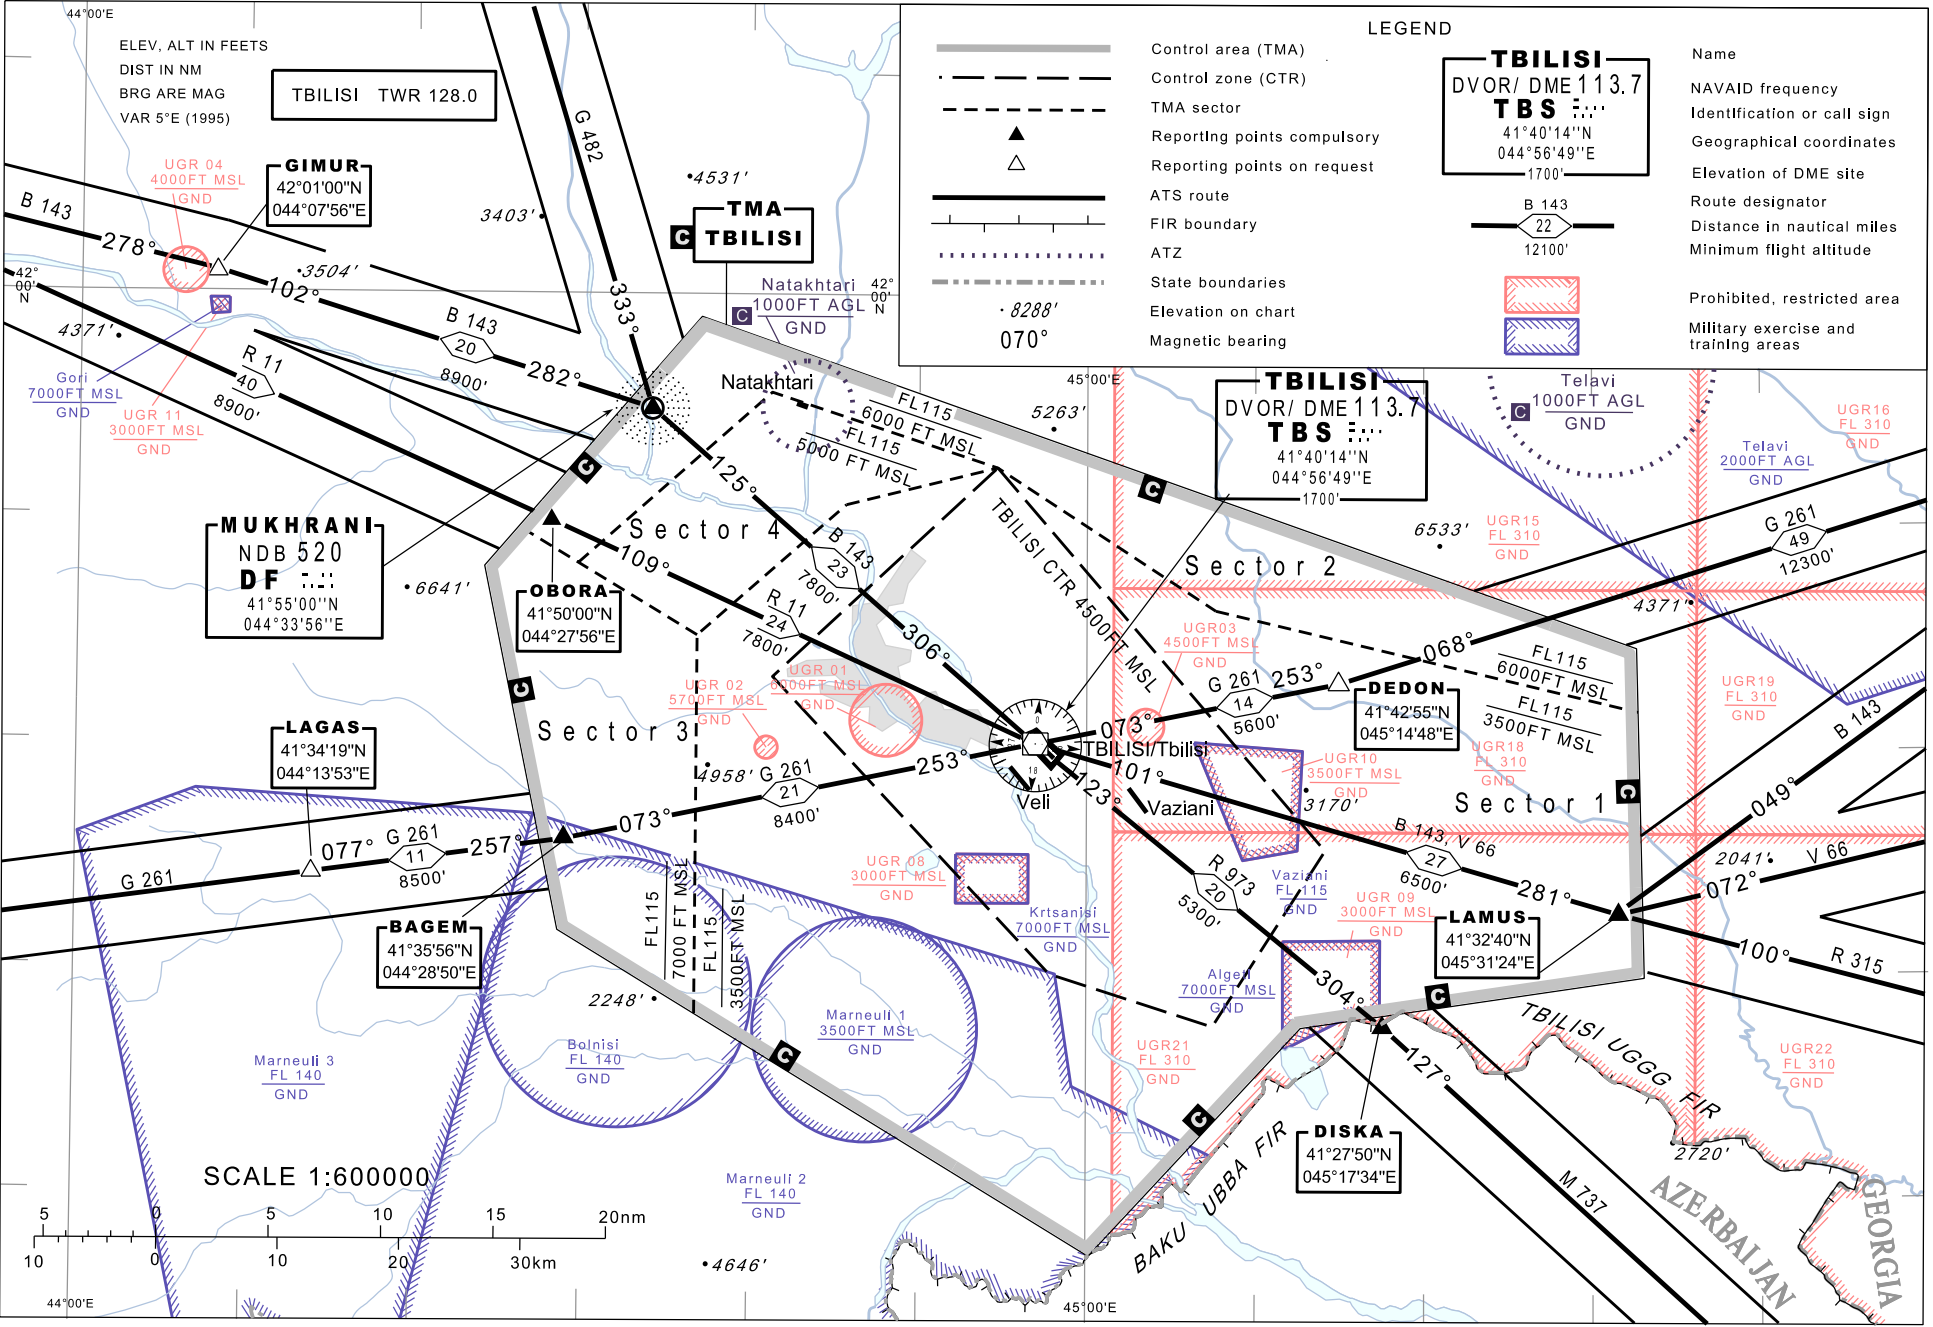 44°00'E
ELEV, ALT IN FEETS
DIST IN NM
BRG ARE MAG
VAR 5°E (1995)
TBILISI TWR 128.0
LEGEND
Control area (TMA)
Control zone (CTR)
TMA sector
Reporting points compulsory
Reporting points on request
ATS route
FIR boundary
ATZ
State boundaries
8288'
Elevation on chart
070°
Magnetic bearing
TBILISI
DVOR/ DME 113.7
TBS
41°40'14''N
044°56'49''E
1700'
Name
NAVAID frequency
Identification or call sign
Geographical coordinates
Elevation of DME site
B 143
22
12100'
Route designator
Distance in nautical miles
Minimum flight altitude
Prohibited, restricted area
Military exercise and
training areas
UGR 04
4000FT MSL
GND
GIMUR
42°01'00"N
044°07'56"E
B 143
278°
102°
3504'
42°
00'
N
4371'
Gori
7000FT MSL
GND
UGR 11
3000FT MSL
GND
B 143
20
8900'
282°
R 11
40
8900'
G 482
333°
3403'
4531'
TMA
C TBILISI
Natakhtari
C 1000FT AGL
GND
42°
00'
N
Natakhtari
FL115
6000 FT MSL
FL115
5000 FT MSL
5263'
45°00'E
TBILISI
DVOR/ DME 113.7
TBS
41°40'14''N
044°56'49''E
1700'
Telavi
C 1000FT AGL
GND
UGR16
FL 310
GND
Telavi
2000FT AGL
GND
C
C
125°
Sector 4
B 143
23
7800'
109°
R 11
24
7800'
306°
MUKHRANI
NDB 520
DF
41°55'00''N
044°33'56''E
6641'
OBORA
41°50'00"N
044°27'56"E
TBILISI CTR 4500FT MSL
Sector 2
6533'
UGR15
FL 310
GND
G 261
49
12300'
4371'
UGR03
4500FT MSL
GND
068°
FL115
6000FT MSL
FL115
3500FT MSL
UGR19
FL 310
GND
B 143
UGR 01
6000FT MSL
GND
UGR 02
5700FT MSL
GND
C
Sector 3
G 261
14
5600'
253°
073°
DEDON
41°42'55"N
045°14'48"E
LAGAS
41°34'19"N
044°13'53"E
4958'
G 261
21
8400'
253°
073°
TBILISI/Tbilisi
Veli
101°
123°
Vaziani
UGR10
3500FT MSL
GND
3170'
UGR18
FL 310
GND
Sector 1
C
049°
077°
G 261
11
8500'
257°
G 261
B 143, V 66
27
6500'
281°
2041'
V 66
072°
UGR 08
3000FT MSL
GND
R 973
20
5300'
Vaziani
FL 115
GND
UGR 09
3000FT MSL
GND
LAMUS
41°32'40"N
045°31'24"E
100°
R 315
BAGEM
41°35'56"N
044°28'50"E
FL115
7000 FT MSL
FL115
3500FT MSL
Krtsanisi
7000FT MSL
GND
Algeti
7000FT MSL
GND
304°
C
2248'
Marneuli 1
3500FT MSL
GND
TBILISI UGGG FIR
C
Bolnisi
FL 140
GND
Marneuli 3
FL 140
GND
UGR21
FL 310
GND
127°
UGR22
FL 310
GND
C
DISKA
41°27'50"N
045°17'34"E
2720'
SCALE 1:600000
Marneuli 2
FL 140
GND
BAKU UBBA FIR
M 737
AZERBAIJAN
GEORGIA
5 0 5 10 15 20nm
10 0 10 20 30km
4646'
44°00'E
45°00'E